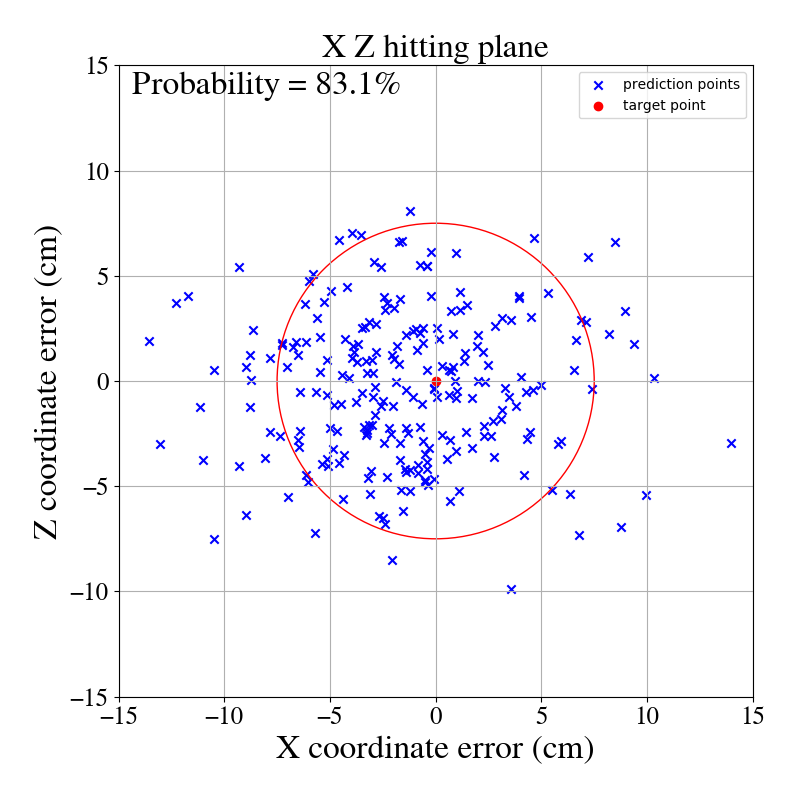 X Z hitting plane
Probability = 83.1%
prediction points
target point
15
10
5
0
−5
−10
−15
Z coordinate error (cm)
−15 −10 −5 0 5 10 15
X coordinate error (cm)